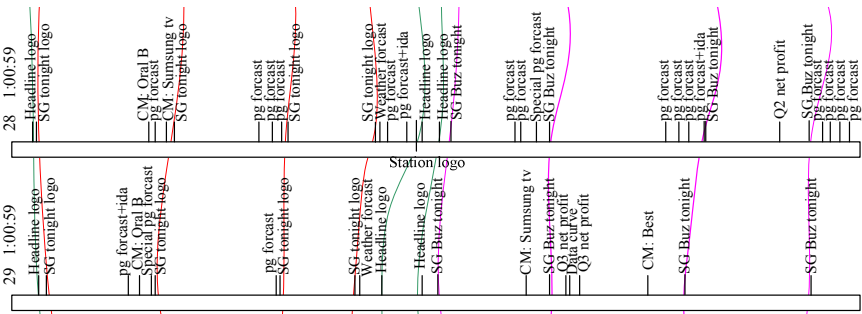 28 1:00:59
Headline logo
SG tonight logo
CM: Oral B
pg forcast
CM: Sumsung tv
SG tonight logo
pg forcast
pg forcast
pg forcast
SG tonight logo
SG tonight logo
Weather forcast
pg forcast
pg forcast+ida
Headline logo
Headline logo
SG Buz tonight
pg forcast
pg forcast
Special pg forcast
SG Buz tonight
pg forcast
pg forcast
pg forcast
pg forcast+ida
SG Buz tonight
Q2 net profit
SG Buz tonight
pg forcast
pg forcast
pg forcast
pg forcast
Station logo
29 1:00:59
Headline logo
SG tonight logo
pg forcast+ida
CM: Oral B
Special pg forcast
SG tonight logo
pg forcast
SG tonight logo
SG tonight logo
Weather forcast
Headline logo
Headline logo
SG Buz tonight
CM: Sumsung tv
SG Buz tonight
Q3 net profit
Data curve
Q3 net profit
CM: Best
SG Buz tonight
SG Buz tonight